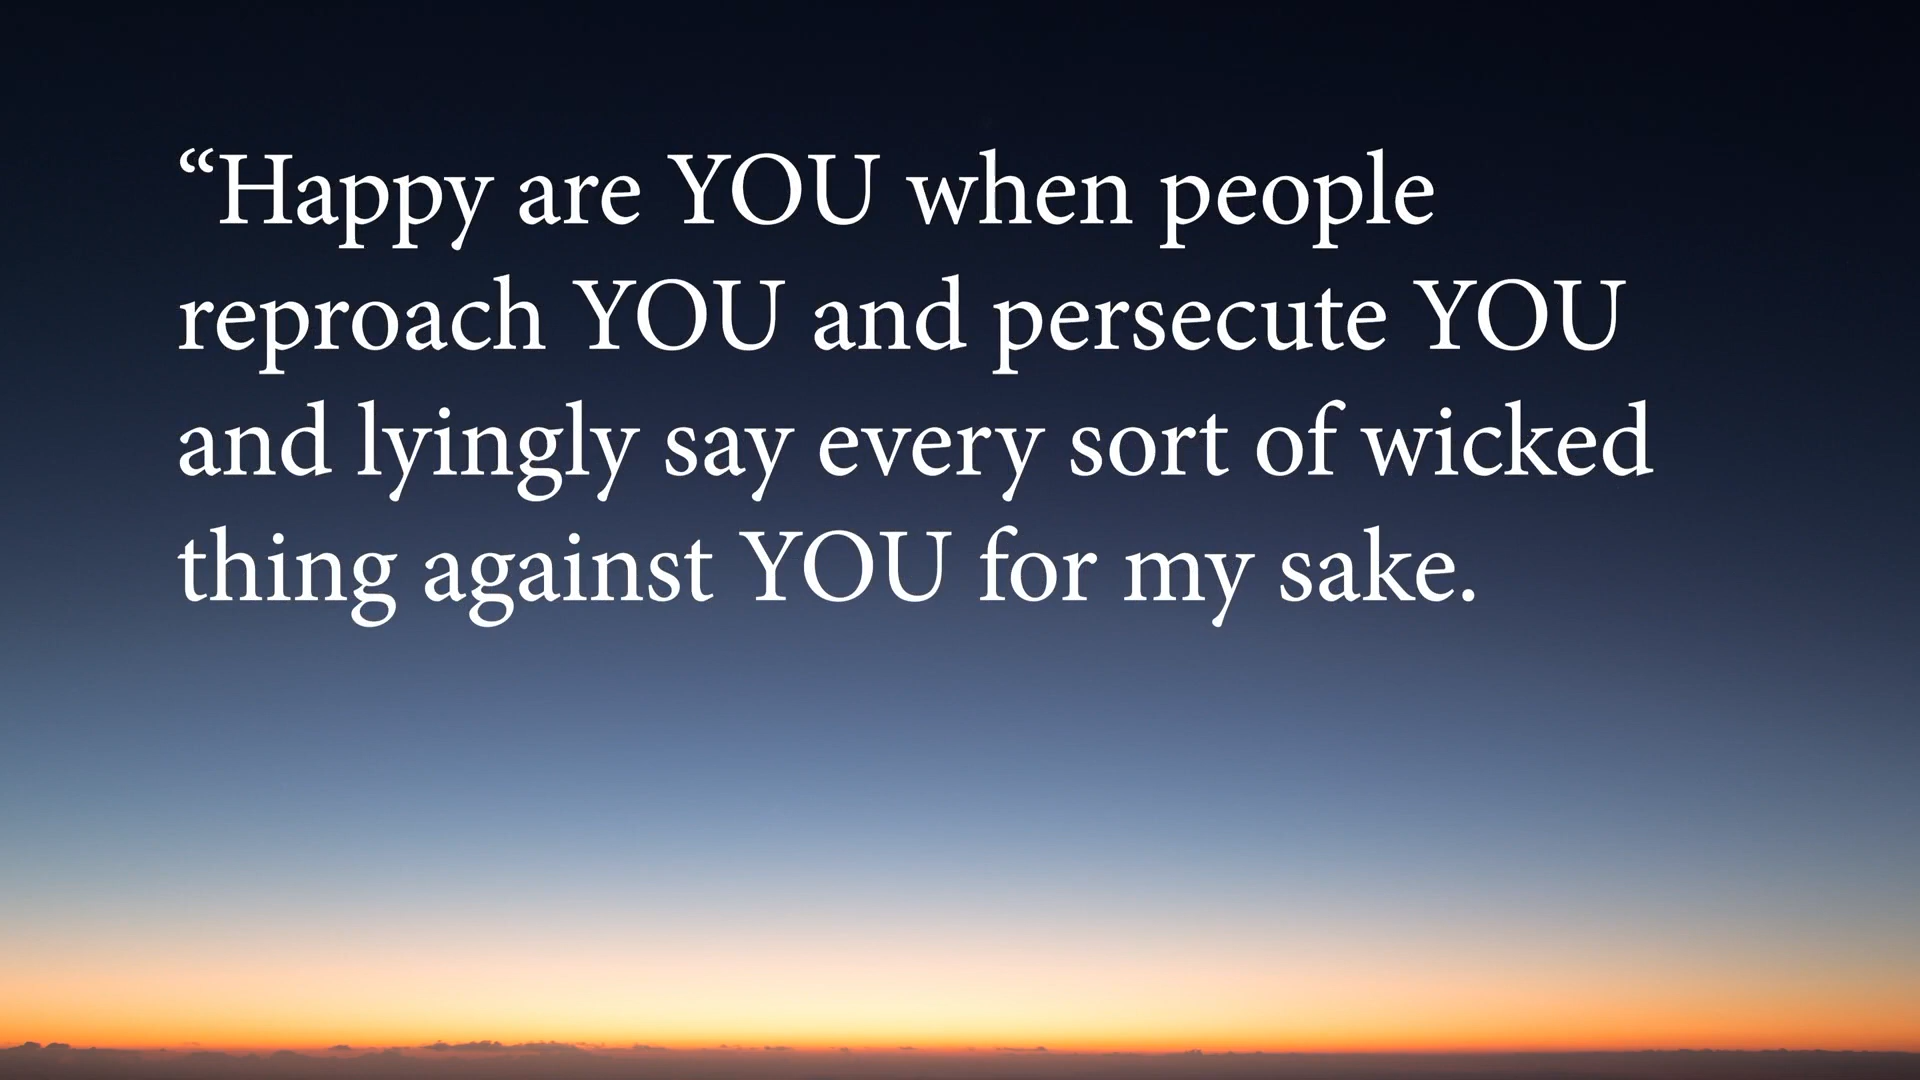 “Happy are YOU when people
reproach YOU and persecute YOU
and lyingly say every sort of wicked
thing against YOU for my sake.